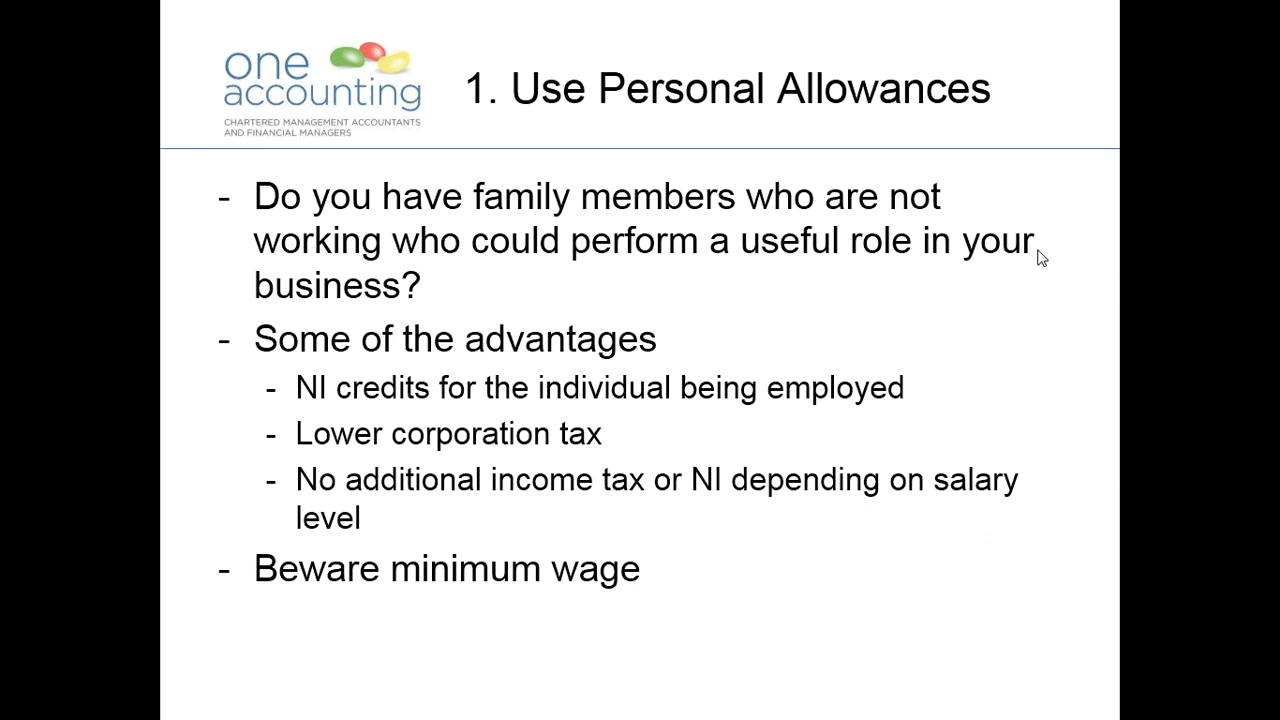 one
accounting
CHARTERED MANAGEMENT ACCOUNTANTS
AND FINANCIAL MANAGERS
1. Use Personal Allowances
- Do you have family members who are not
working who could perform a useful role in your
business?
- Some of the advantages
- NI credits for the individual being employed
- Lower corporation tax
- No additional income tax or NI depending on salary
level
- Beware minimum wage